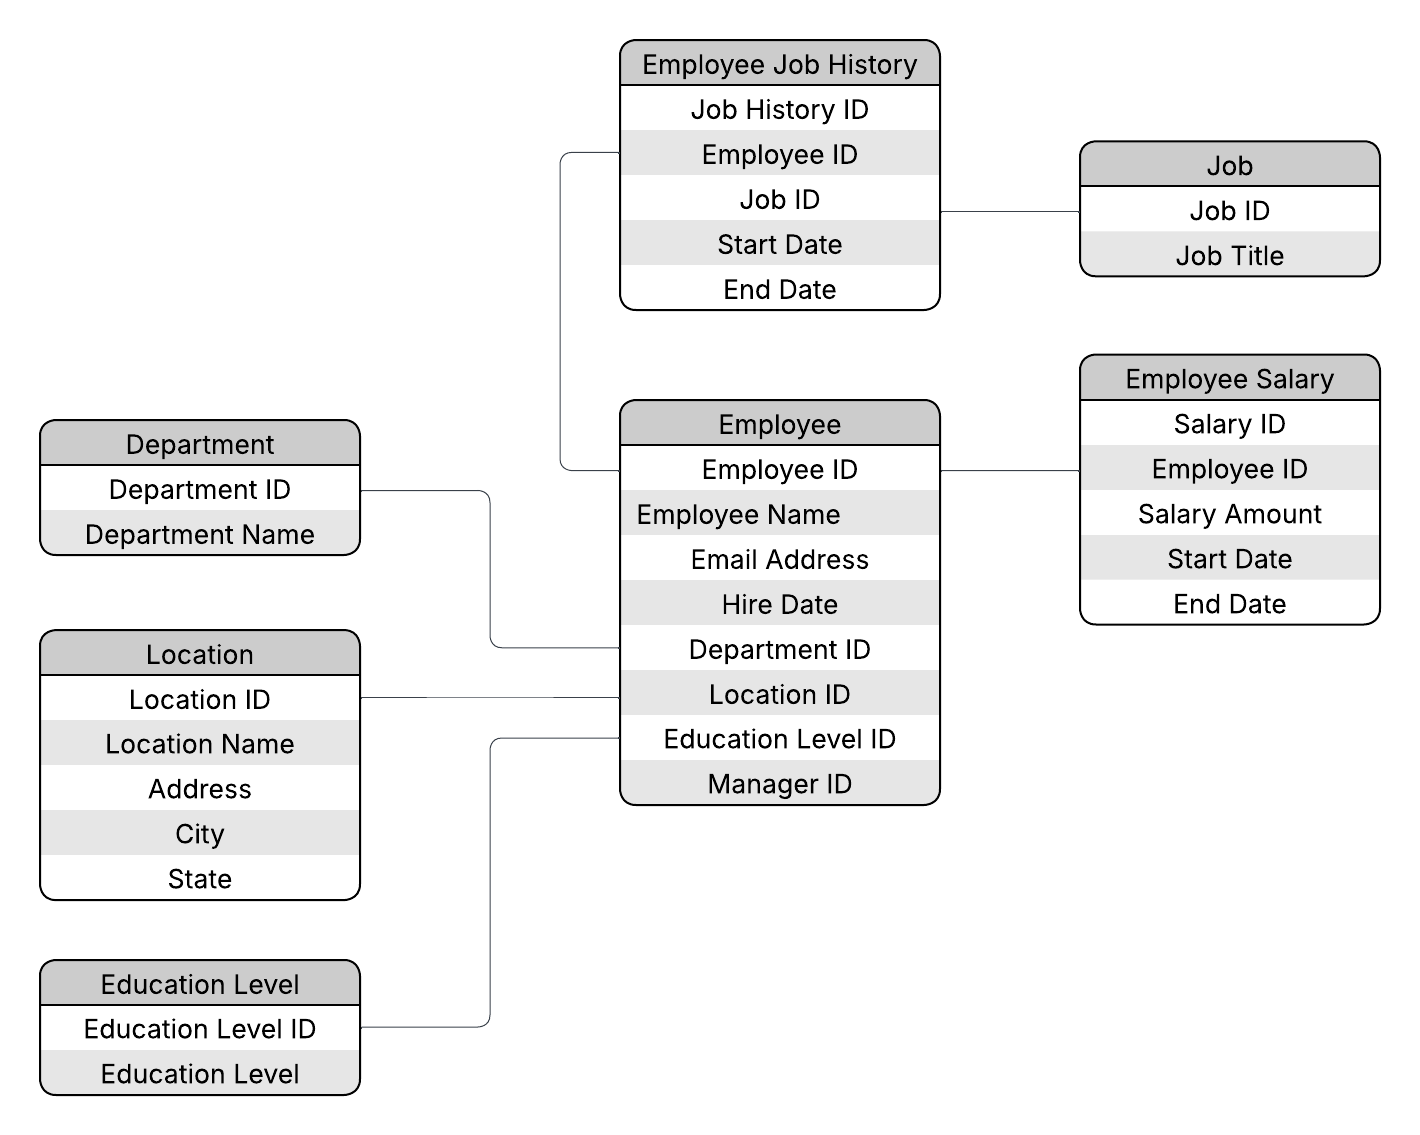 Employee Job History
Job History ID
Employee ID
Job ID
Start Date
End Date
Job
Job ID
Job Title
Employee Salary
Salary ID
Employee ID
Salary Amount
Start Date
End Date
Employee
Employee ID
Employee Name
Email Address
Hire Date
Department ID
Location ID
Education Level ID
Manager ID
Department
Department ID
Department Name
Location
Location ID
Location Name
Address
City
State
Education Level
Education Level ID
Education Level